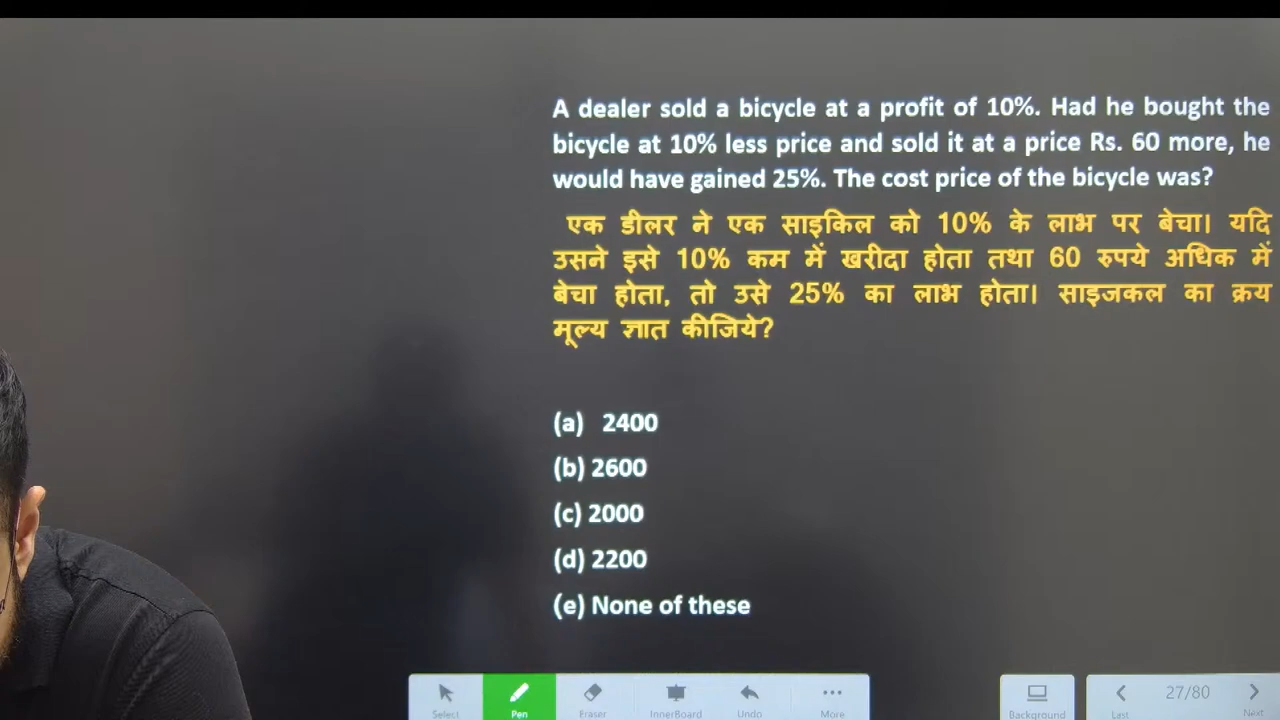 A dealer sold a bicycle at a profit of 10%. Had he bought the
bicycle at 10% less price and sold it at a price Rs. 60 more, he
would have gained 25%. The cost price of the bicycle was?
एक डीलर ने एक साइकिल को 10% के लाभ पर बेचा। यदि
उसने इसे 10% कम में खरीदा होता तथा 60 रुपये अधिक में
बेचा होता, तो उसे 25% का लाभ होता। साइजकल का क्रय
मूल्य ज्ञात कीजिये?
(a) 2400
(b) 2600
(c) 2000
(d) 2200
(e) None of these
Select Pen Eraser InnerBoard Undo More Background Last 27/80 Next